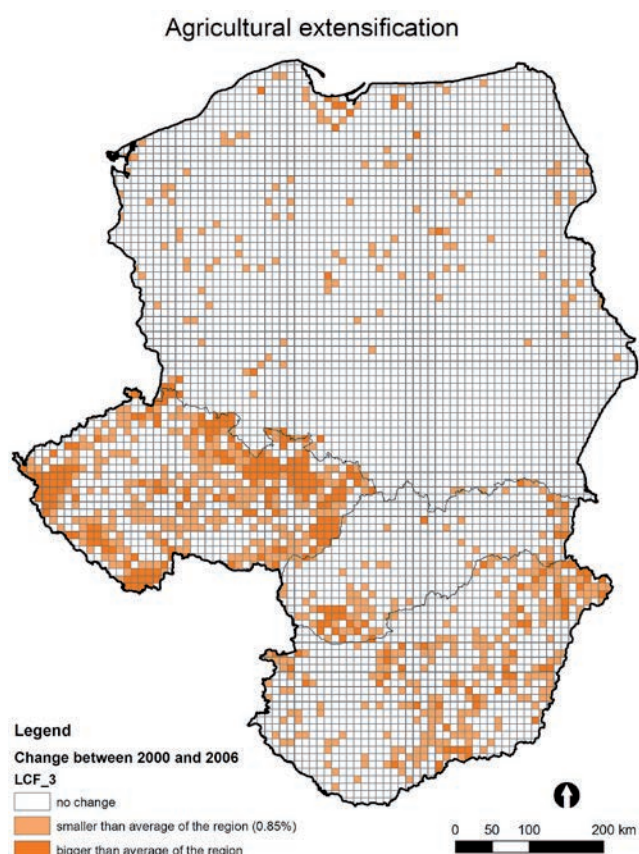 Agricultural extensification
Legend
Change between 2000 and 2006
LCF_3
no change
smaller than average of the region (0.85%)
bigger than average of the region
0 50 100 200 km